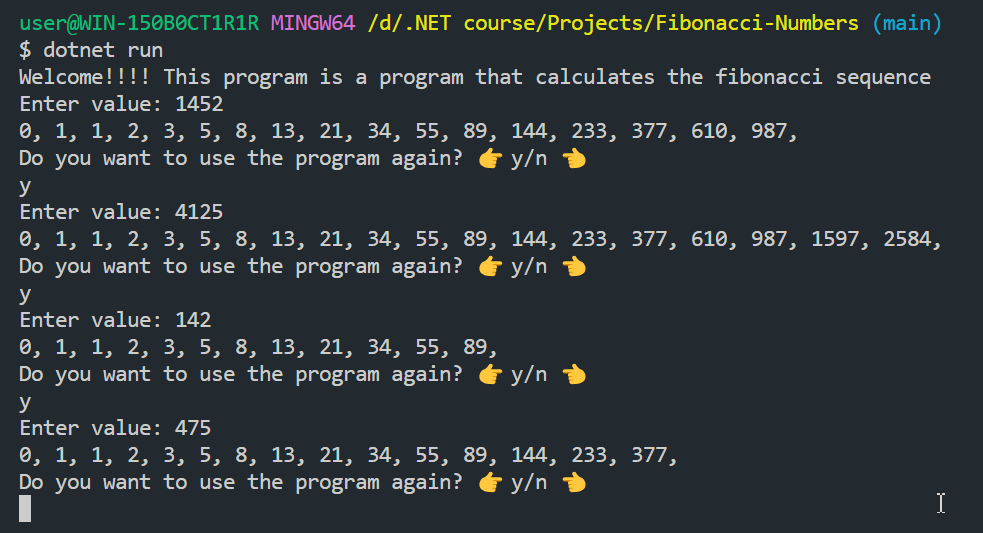 user@WIN-150B0CT1R1R MINGW64 /d/.NET course/Projects/Fibonacci-Numbers (main)
$ dotnet run
Welcome!!!! This program is a program that calculates the fibonacci sequence
Enter value: 1452
0, 1, 1, 2, 3, 5, 8, 13, 21, 34, 55, 89, 144, 233, 377, 610, 987,
Do you want to use the program again? 👉 y/n 👈
y
Enter value: 4125
0, 1, 1, 2, 3, 5, 8, 13, 21, 34, 55, 89, 144, 233, 377, 610, 987, 1597, 2584,
Do you want to use the program again? 👉 y/n 👈
y
Enter value: 142
0, 1, 1, 2, 3, 5, 8, 13, 21, 34, 55, 89,
Do you want to use the program again? 👉 y/n 👈
y
Enter value: 475
0, 1, 1, 2, 3, 5, 8, 13, 21, 34, 55, 89, 144, 233, 377,
Do you want to use the program again? 👉 y/n 👈